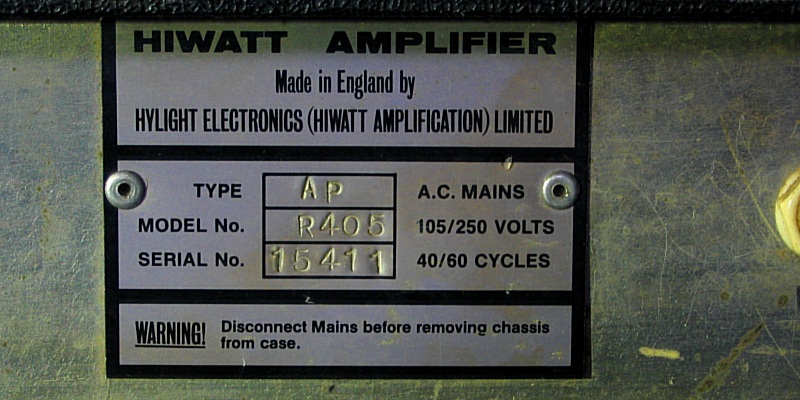 HIWATT AMPLIFIER
Made in England by
HYLIGHT ELECTRONICS (HIWATT AMPLIFICATION) LIMITED
TYPE AP A.C. MAINS
MODEL No. R405 105/250 VOLTS
SERIAL No. 15411 40/60 CYCLES
WARNING! Disconnect Mains before removing chassis
from case.